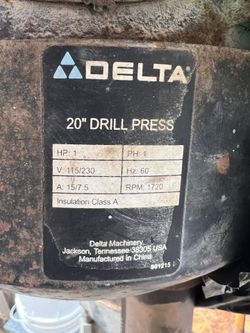 DELTA
20" DRILL PRESS
HP: 1 PH: 1
V: 115/230 Hz: 60
A: 15/7.5 RPM: 1720
Insulation Class A
Delta Machinery
Jackson, Tennessee 38305 USA
Manufactured in China
901215